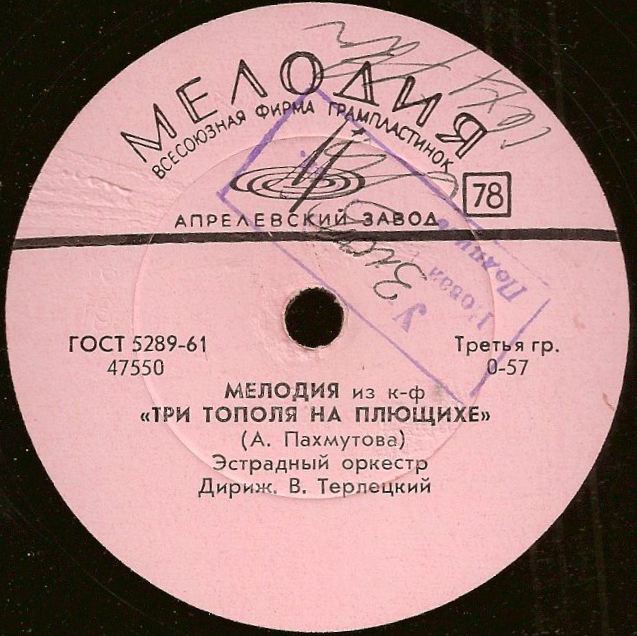 МЕЛОДИЯ
ВСЕСОЮЗНАЯ ФИРМА ГРАМПЛАСТИНОК
78
АПРЕЛЕВСКИЙ ЗАВОД
ГОСТ 5289-61
47550
Третья гр.
0-57
МЕЛОДИЯ из к-ф
«ТРИ ТОПОЛЯ НА ПЛЮЩИХЕ»
(А. Пахмутова)
Эстрадный оркестр
Дириж. В. Терлецкий